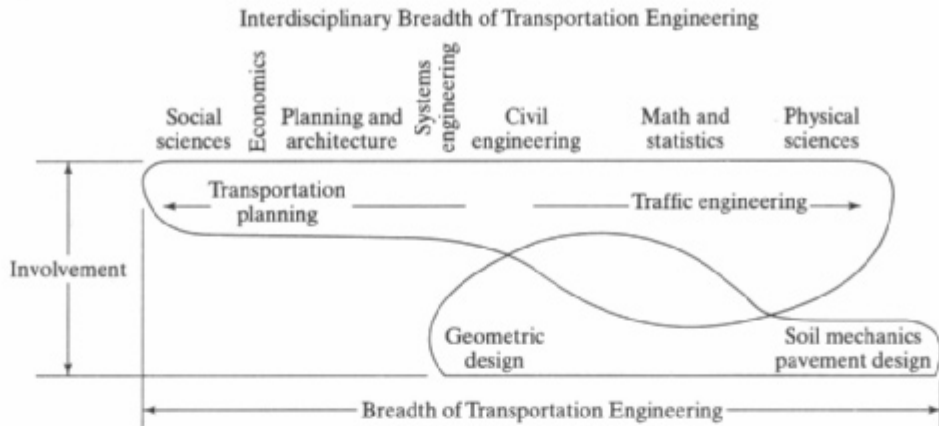 Interdisciplinary Breadth of Transportation Engineering
Social
sciences
Economics
Planning and
architecture
Systems
engineering
Civil
engineering
Math and
statistics
Physical
sciences
Transportation
planning
Traffic engineering
Involvement
Geometric
design
Soil mechanics
pavement design
Breadth of Transportation Engineering